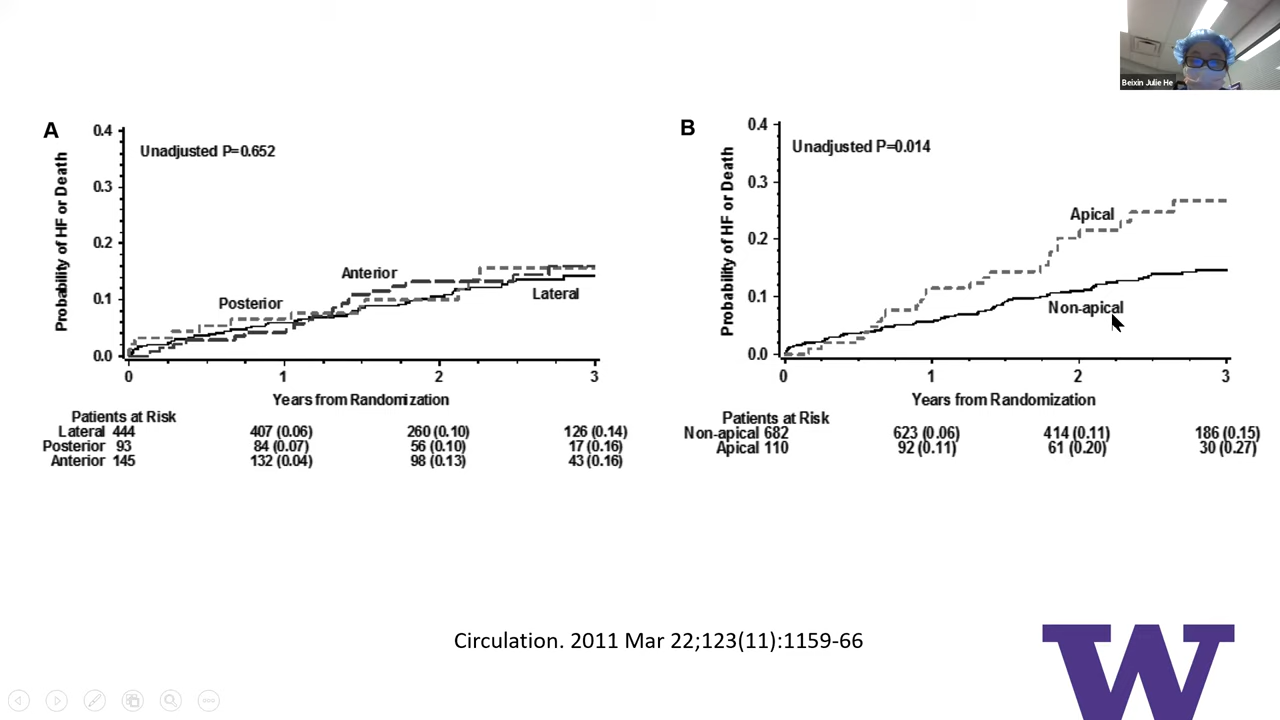 Beixin Julie He
A
Unadjusted P=0.652
Probability of HF or Death
0.4
0.3
0.2
0.1
0.0
Anterior
Posterior
Lateral
0 1 2 3
Years from Randomization
Patients at Risk
Lateral 444 407 (0.06) 260 (0.10) 126 (0.14)
Posterior 93 84 (0.07) 56 (0.10) 17 (0.16)
Anterior 145 132 (0.04) 98 (0.13) 43 (0.16)
B
Unadjusted P=0.014
Probability of HF or Death
0.4
0.3
0.2
0.1
0.0
Apical
Non-apical
0 1 2 3
Years from Randomization
Patients at Risk
Non-apical 682 623 (0.06) 414 (0.11) 186 (0.15)
Apical 110 92 (0.11) 61 (0.20) 30 (0.27)
Circulation. 2011 Mar 22;123(11):1159-66
W